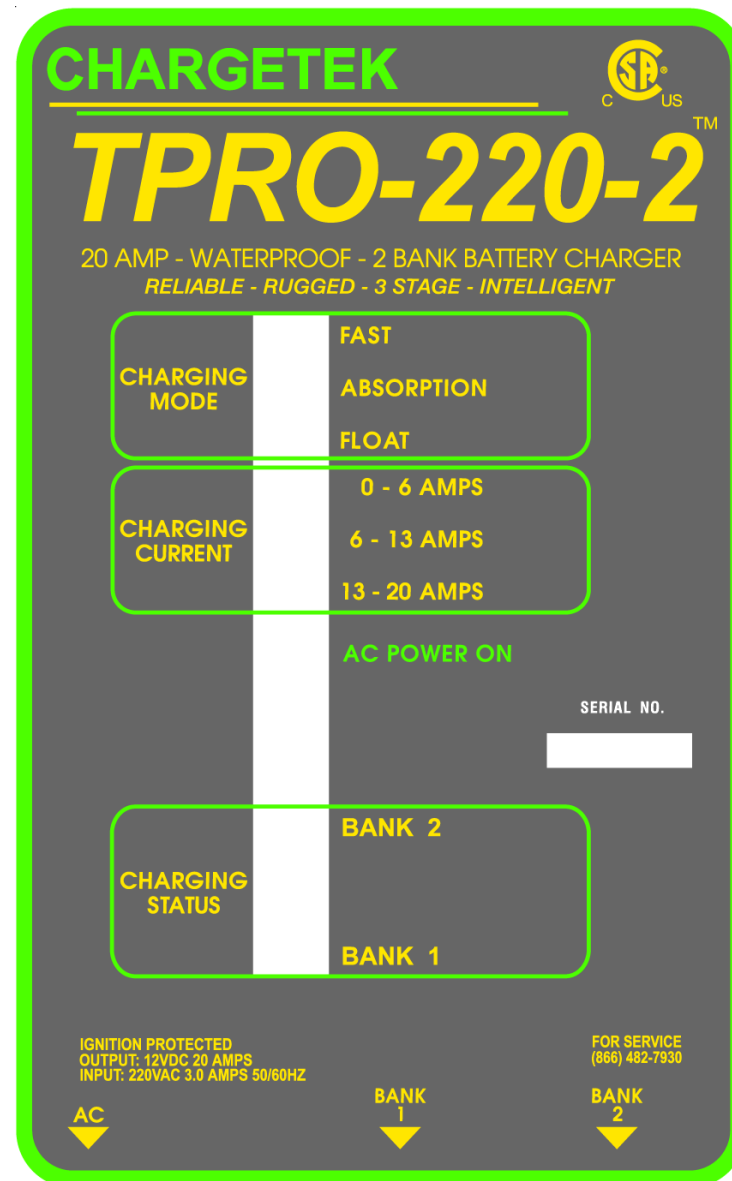 CHARGETEK
CSA®
C US
TPRO-220-2™
20 AMP - WATERPROOF - 2 BANK BATTERY CHARGER
RELIABLE - RUGGED - 3 STAGE - INTELLIGENT
CHARGING
MODE
FAST
ABSORPTION
FLOAT
CHARGING
CURRENT
0 - 6 AMPS
6 - 13 AMPS
13 - 20 AMPS
AC POWER ON
SERIAL NO.
CHARGING
STATUS
BANK 2
BANK 1
IGNITION PROTECTED
OUTPUT: 12VDC 20 AMPS
INPUT: 220VAC 3.0 AMPS 50/60HZ
FOR SERVICE
(866) 482-7930
AC
BANK
1
BANK
2